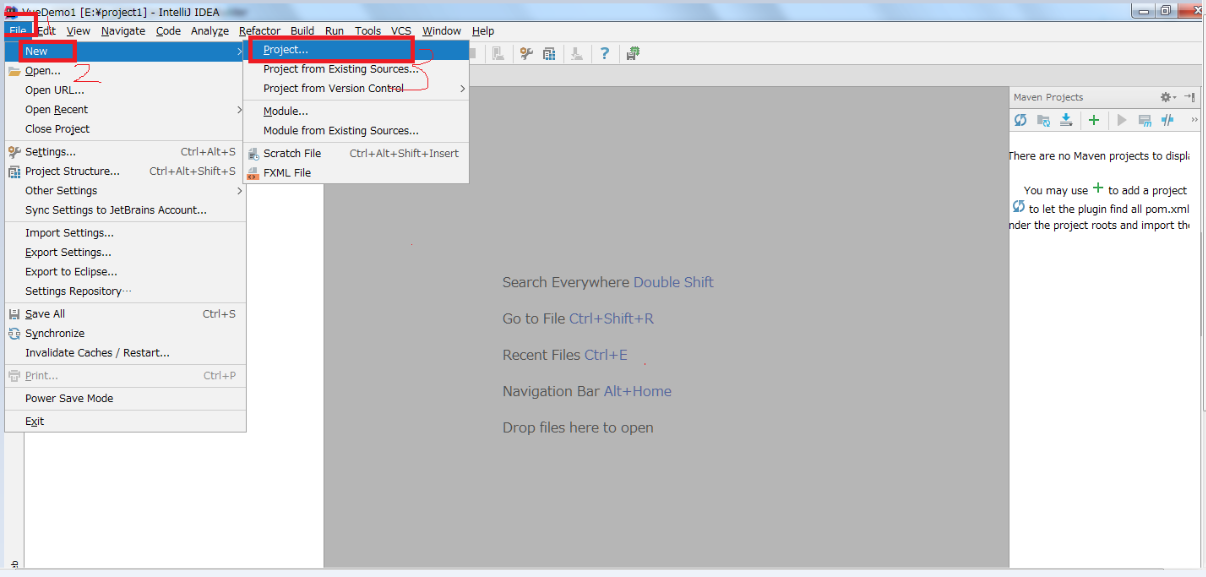 VueDemo1 [E:¥project1] - IntelliJ IDEA
File Edit View Navigate Code Analyze Refactor Build Run Tools VCS Window Help
1
New
Open...
2
Open URL...
Open Recent
Close Project
Settings... Ctrl+Alt+S
Project Structure... Ctrl+Alt+Shift+S
Other Settings
Sync Settings to JetBrains Account...
Import Settings...
Export Settings...
Export to Eclipse...
Settings Repository...
Save All Ctrl+S
Synchronize
Invalidate Caches / Restart...
Print... Ctrl+P
Power Save Mode
Exit
Project...
Project from Existing Sources...
3
Project from Version Control
Module...
Module from Existing Sources...
Scratch File Ctrl+Alt+Shift+Insert
FXML File
Search Everywhere Double Shift
Go to File Ctrl+Shift+R
Recent Files Ctrl+E
Navigation Bar Alt+Home
Drop files here to open
Maven Projects
There are no Maven projects to displa
You may use + to add a project
to let the plugin find all pom.xml
nder the project roots and import the